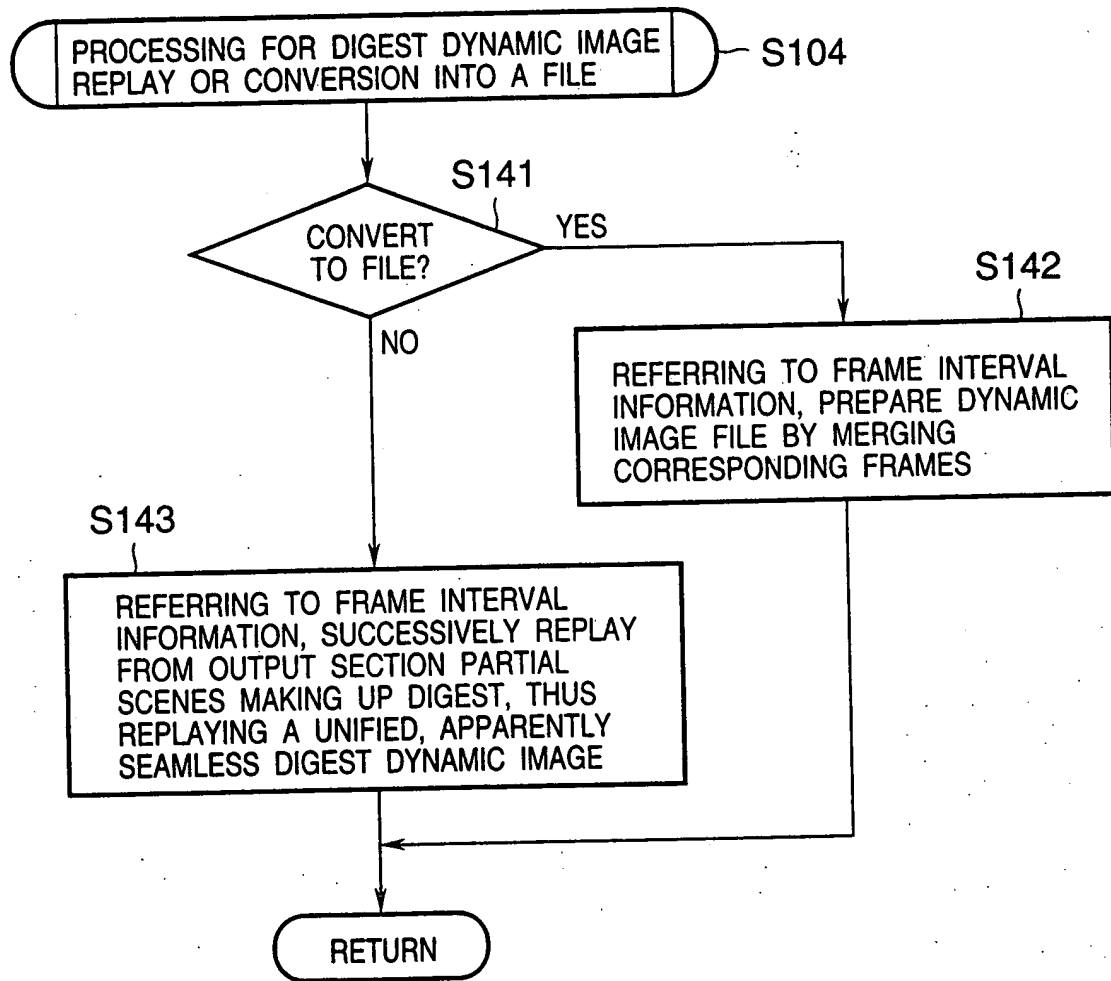 PROCESSING FOR DIGEST DYNAMIC IMAGE
REPLAY OR CONVERSION INTO A FILE
S104
S141
CONVERT
TO FILE?
YES
NO
S142
REFERRING TO FRAME INTERVAL
INFORMATION, PREPARE DYNAMIC
IMAGE FILE BY MERGING
CORRESPONDING FRAMES
S143
REFERRING TO FRAME INTERVAL
INFORMATION, SUCCESSIVELY REPLAY
FROM OUTPUT SECTION PARTIAL
SCENES MAKING UP DIGEST, THUS
REPLAYING A UNIFIED, APPARENTLY
SEAMLESS DIGEST DYNAMIC IMAGE
RETURN